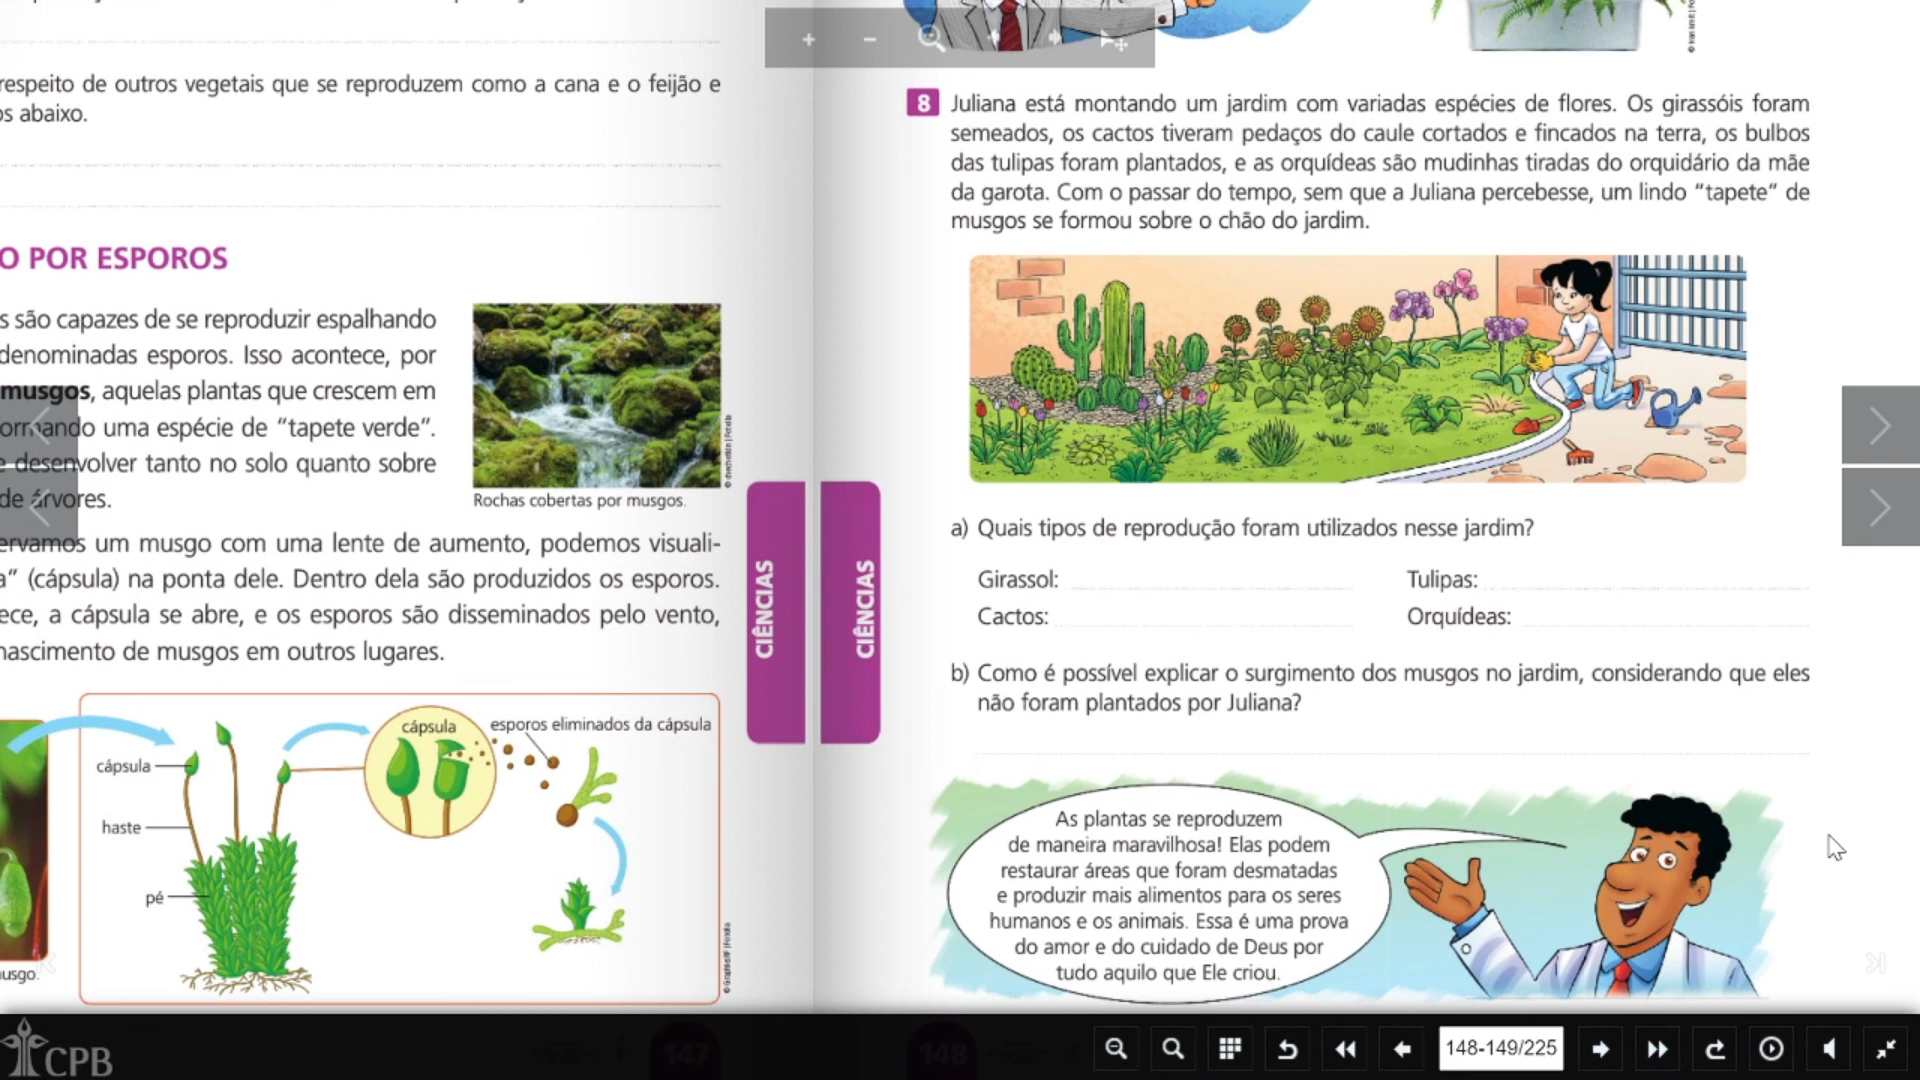 respeito de outros vegetais que se reproduzem como a cana e o feijão e
os abaixo.
O POR ESPOROS
s são capazes de se reproduzir espalhando
denominadas esporos. Isso acontece, por
musgos, aquelas plantas que crescem em
formando uma espécie de “tapete verde”.
e desenvolver tanto no solo quanto sobre
de árvores.
Rochas cobertas por musgos.
ervamos um musgo com uma lente de aumento, podemos visuali-
a” (cápsula) na ponta dele. Dentro dela são produzidos os esporos.
ece, a cápsula se abre, e os esporos são disseminados pelo vento,
nascimento de musgos em outros lugares.
cápsula
haste
pé
cápsula
esporos eliminados da cápsula
usgo.
CIÊNCIAS
CIÊNCIAS
8 Juliana está montando um jardim com variadas espécies de flores. Os girassóis foram
semeados, os cactos tiveram pedaços do caule cortados e fincados na terra, os bulbos
das tulipas foram plantados, e as orquídeas são mudinhas tiradas do orquidário da mãe
da garota. Com o passar do tempo, sem que a Juliana percebesse, um lindo “tapete” de
musgos se formou sobre o chão do jardim.
a) Quais tipos de reprodução foram utilizados nesse jardim?
Girassol: Tulipas:
Cactos: Orquídeas:
b) Como é possível explicar o surgimento dos musgos no jardim, considerando que eles
não foram plantados por Juliana?
As plantas se reproduzem
de maneira maravilhosa! Elas podem
restaurar áreas que foram desmatadas
e produzir mais alimentos para os seres
humanos e os animais. Essa é uma prova
do amor e do cuidado de Deus por
tudo aquilo que Ele criou.
CPB
147
148
148-149/225